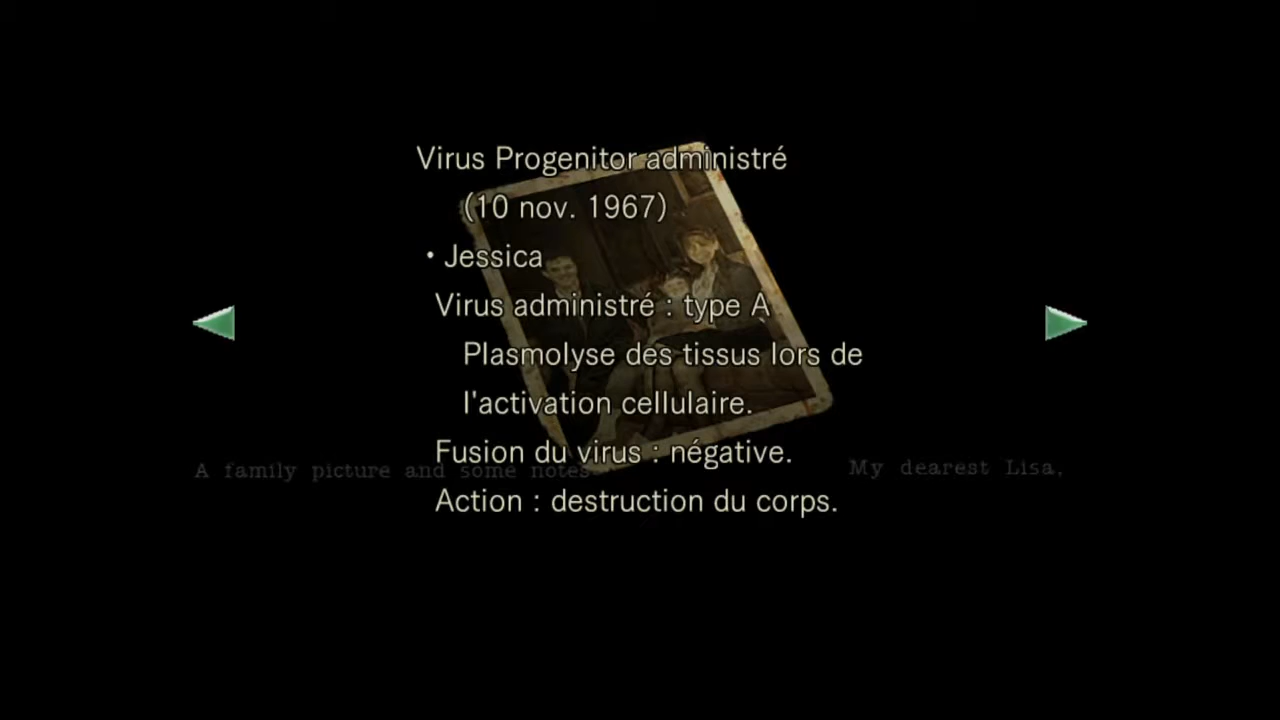 Virus Progenitor administré
(10 nov. 1967)
• Jessica
Virus administré : type A
Plasmolyse des tissus lors de
l'activation cellulaire.
Fusion du virus : négative.
Action : destruction du corps.
A family picture and some notes
My dearest Lisa,